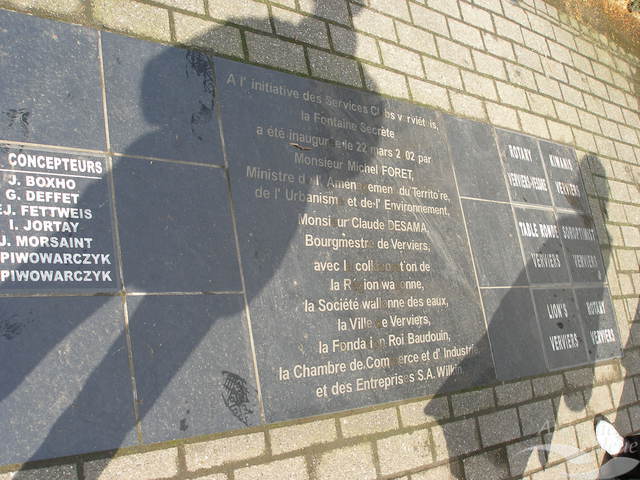 CONCEPTEURS
J. BOXHO
G. DEFFET
J. FETTWEIS
I. JORTAY
J. MORSAINT
PIWOWARCZYK
PIWOWARCZYK
A l' initiative des Services Clubs verviétois,
la Fontaine Secrète
a été inaugurée le 22 mars 2002 par
Monsieur Michel FORET,
Ministre de l' Aménagement du Territoire,
de l' Urbanisme et de l' Environnement,
Monsieur Claude DESAMA,
Bourgmestre de Verviers,
avec la collaboration de
la Région wallonne,
la Société wallonne des eaux,
la Ville de Verviers,
la Fondation Roi Baudouin,
la Chambre de Commerce et d' Industrie,
et des Entreprises S.A. Wilkin
ROTARY
VERVIERS-VESDRE
KIWANIS
VERVIERS
TABLE RONDE
VERVIERS
SOROPTIMIST
VERVIERS
LION'S
VERVIERS
ROTARY
VERVIERS